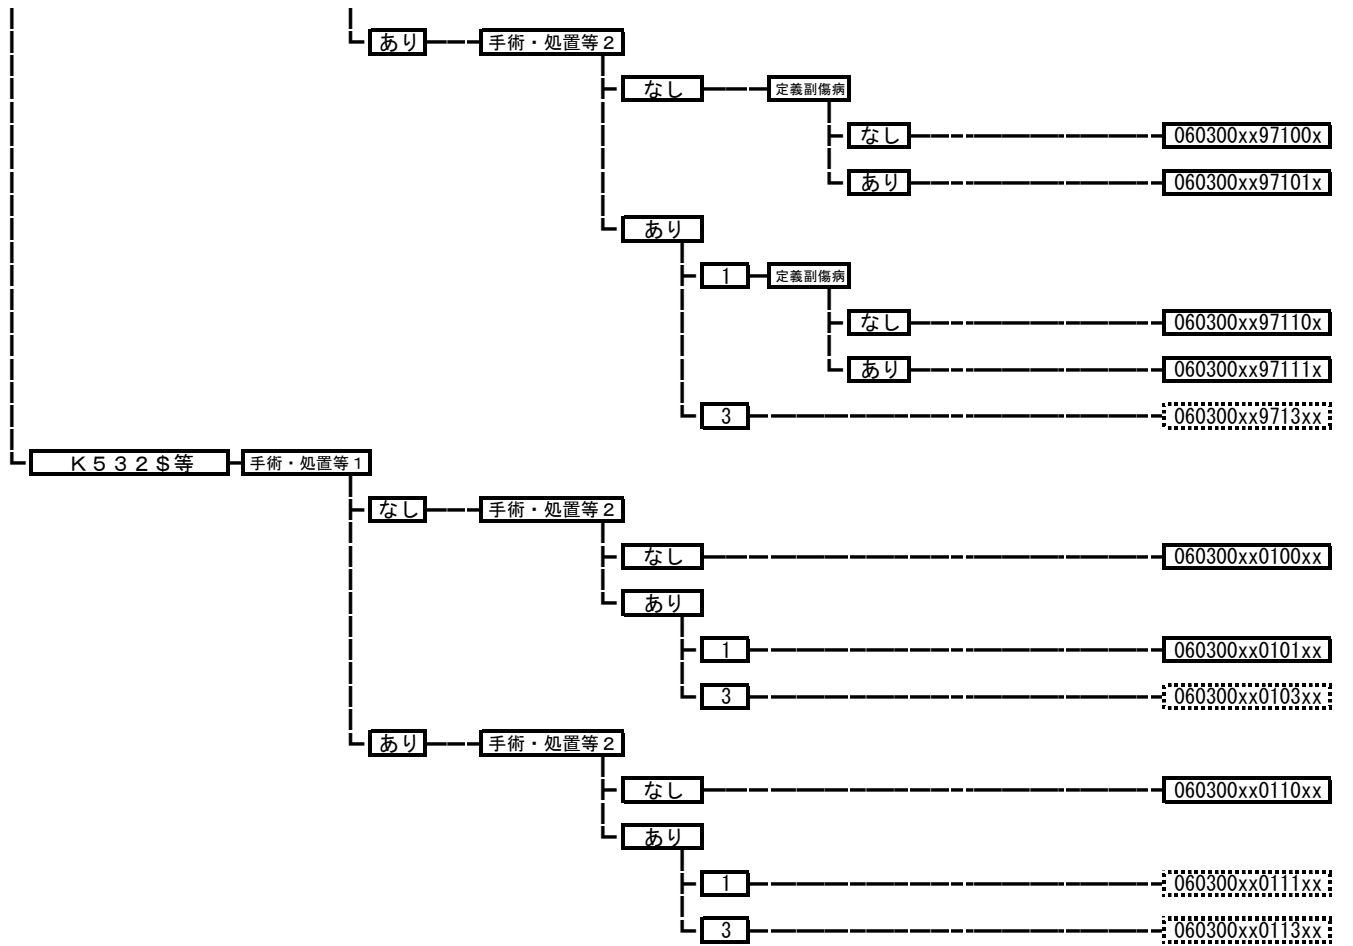 あり 手術・処置等２
なし 定義副傷病
なし 060300xx97100x
あり 060300xx97101x
あり
1 定義副傷病
なし 060300xx97110x
あり 060300xx97111x
3 060300xx9713xx
Ｋ５３２＄等 手術・処置等１
なし 手術・処置等２
なし 060300xx0100xx
あり
1 060300xx0101xx
3 060300xx0103xx
あり 手術・処置等２
なし 060300xx0110xx
あり
1 060300xx0111xx
3 060300xx0113xx